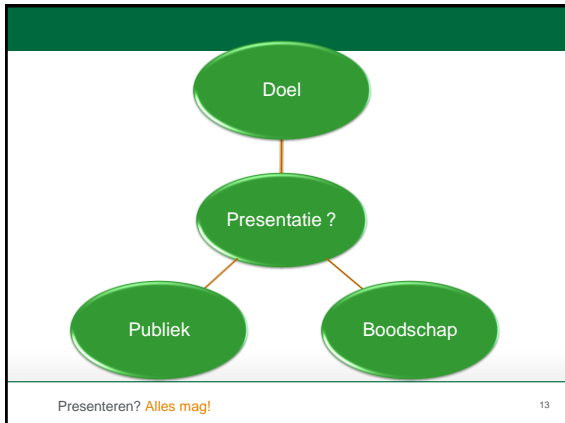 Doel
Presentatie ?
Publiek
Boodschap
Presenteren? Alles mag!
13